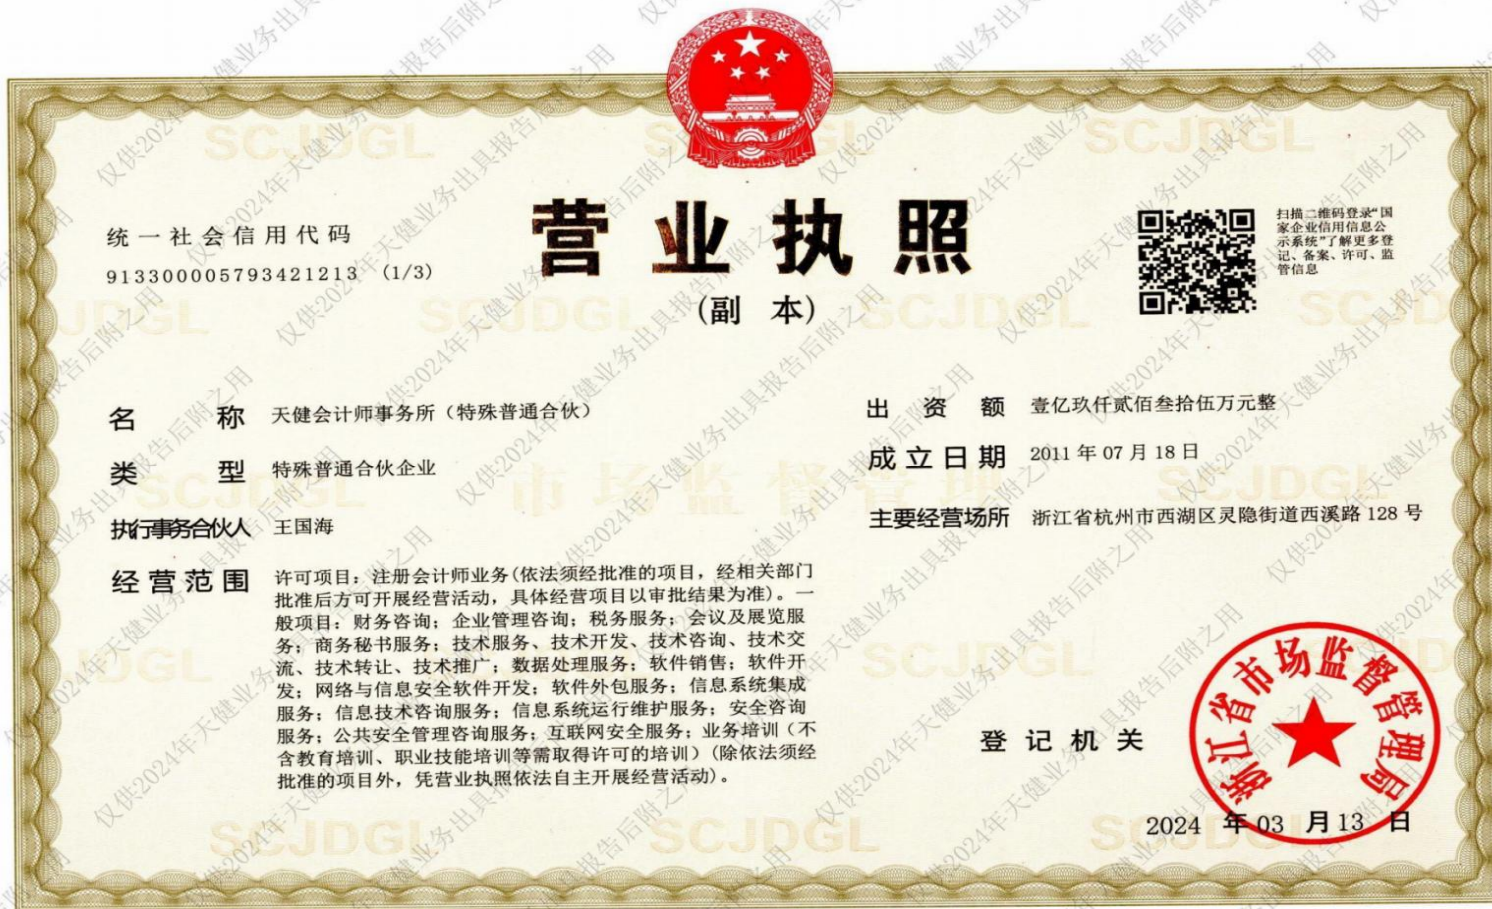 营业执照
(副 本)
统一社会信用代码
913300005793421213 (1/3)
扫描二维码登录“国
家企业信用信息公
示系统”了解更多登
记、备案、许可、监
管信息
名 称 天健会计师事务所（特殊普通合伙）
类 型 特殊普通合伙企业
执行事务合伙人 王国海
经营范围 许可项目：注册会计师业务(依法须经批准的项目，经相关部门
批准后方可开展经营活动，具体经营项目以审批结果为准)。一
般项目：财务咨询；企业管理咨询；税务服务；会议及展览服
务；商务秘书服务；技术服务、技术开发、技术咨询、技术交
流、技术转让、技术推广；数据处理服务；软件销售；软件开
发；网络与信息安全软件开发；软件外包服务；信息系统集成
服务；信息技术咨询服务；信息系统运行维护服务；安全咨询
服务；公共安全管理咨询服务；互联网安全服务；业务培训（不
含教育培训、职业技能培训等需取得许可的培训）(除依法须经
批准的项目外，凭营业执照依法自主开展经营活动)。
出 资 额 壹亿玖仟贰佰叁拾伍万元整
成立日期 2011 年 07 月 18 日
主要经营场所 浙江省杭州市西湖区灵隐街道西溪路 128 号
登记机关
浙江省市场监督管理局
2024 年 03 月 13 日
仅供2024年天健业务出具报告后附之用
SCJDGL
市场监督管理